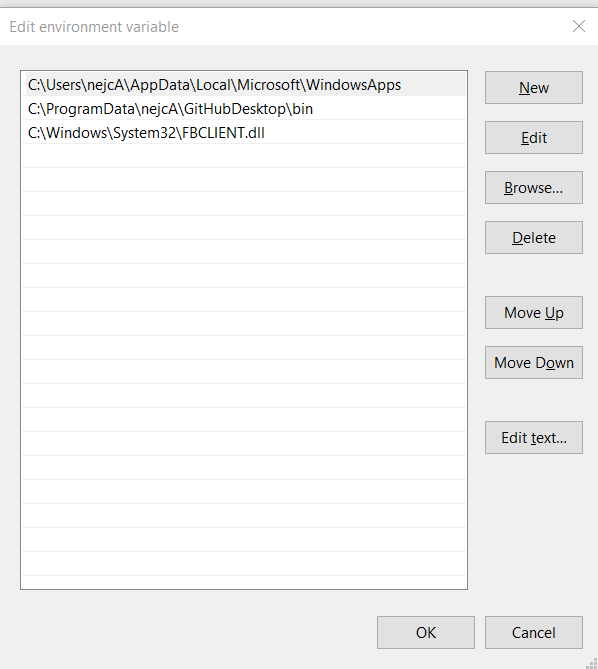 Edit environment variable
C:\Users\nejcA\AppData\Local\Microsoft\WindowsApps
C:\ProgramData\nejcA\GitHubDesktop\bin
C:\Windows\System32\FBCLIENT.dll
New
Edit
Browse...
Delete
Move Up
Move Down
Edit text...
OK
Cancel